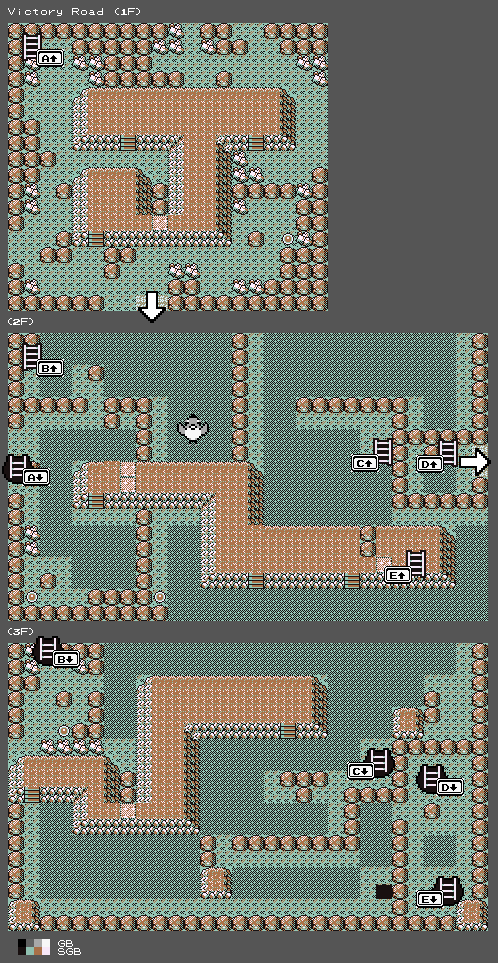 Victory Road (1F)
A↑
(2F)
B↑
C↑
D↑
A↓
E↑
(3F)
B↓
C↓
D↓
E↓
GB
SGB